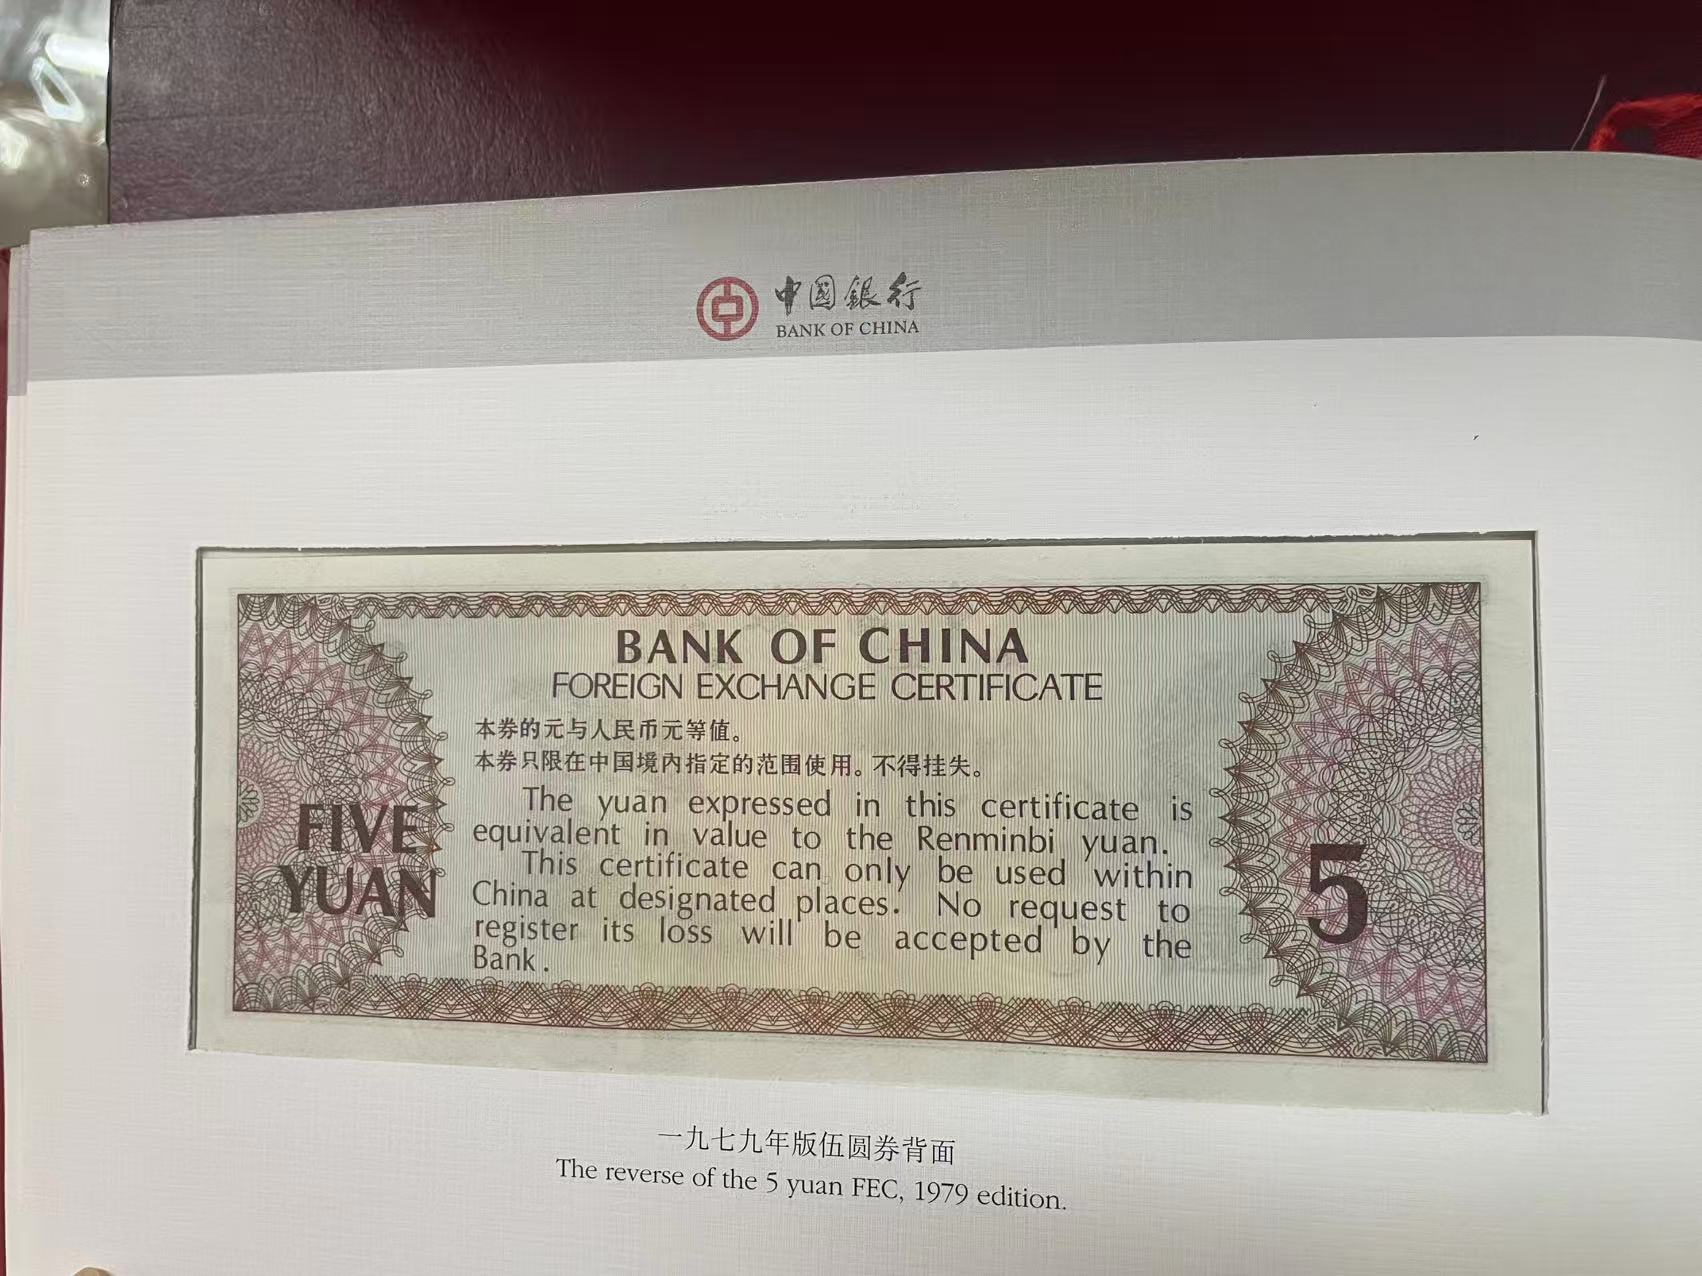 中国銀行
BANK OF CHINA
BANK OF CHINA
FOREIGN EXCHANGE CERTIFICATE
本券的元与人民币元等值。
本券只限在中国境内指定的范围使用。不得挂失。
The yuan expressed in this certificate is
equivalent in value to the Renminbi yuan.
This certificate can only be used within
China at designated places. No request to
register its loss will be accepted by the
Bank.
FIVE
YUAN
5
一九七九年版伍圆券背面
The reverse of the 5 yuan FEC, 1979 edition.